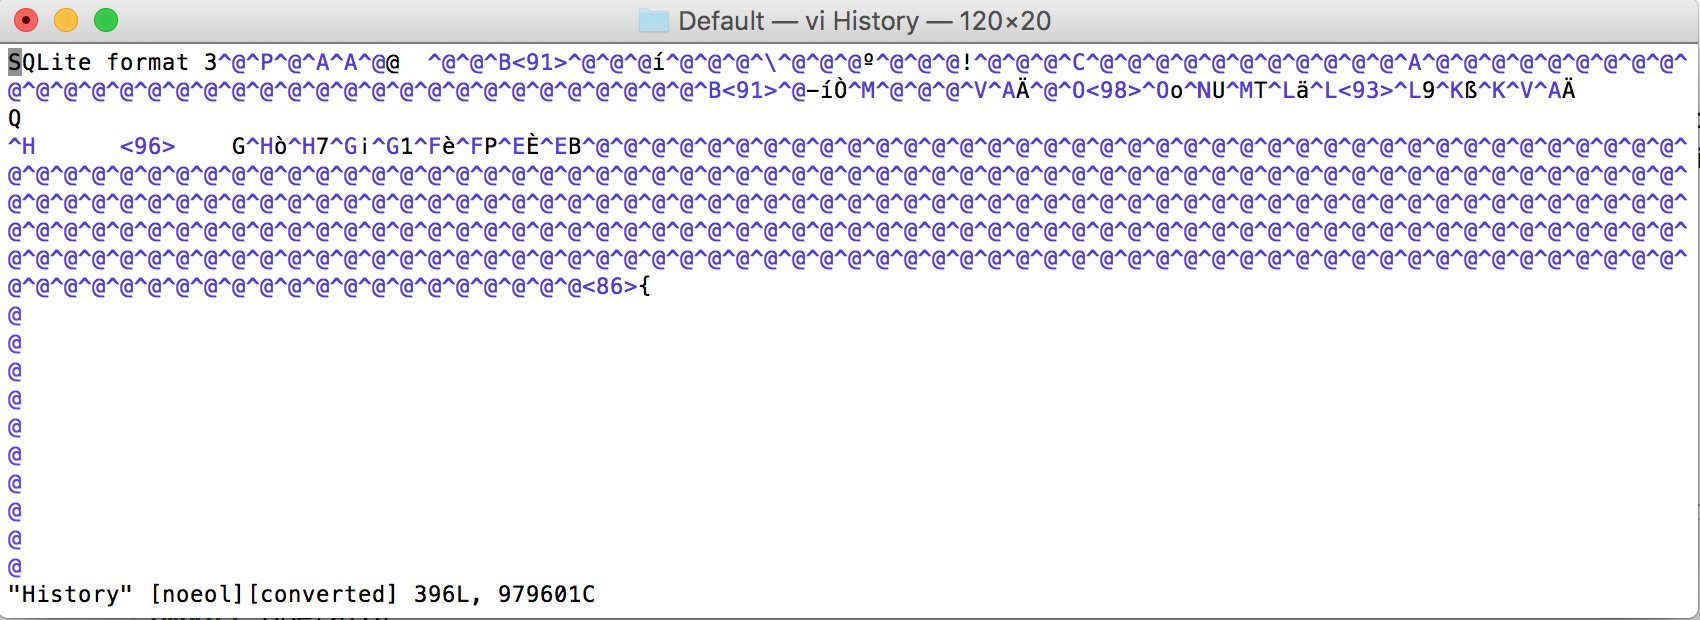 Default — vi History — 120×20
SQLite format 3^@^P^@^A^A^@@  ^@^@^B<91>^@^@^@í^@^@^@^\^@^@^@º^@^@^@!^@^@^@^C^@^@^@^@^@^@^@^@^@^@^@^A^@^@^@^@^@^@^@^@^@^
@^@^@^@^@^@^@^@^@^@^@^@^@^@^@^@^@^@^@^@^@^@^@^@^@^B<91>^@-íÒ^M^@^@^@^V^AÄ^@^O<98>^Oo^NU^MT^Lä^L<93>^L9^Kß^K^V^AÄ
Q
^H      <96>    G^Hò^H7^G¡^G1^Fè^FP^EÈ^EB^@^@^@^@^@^@^@^@^@^@^@^@^@^@^@^@^@^@^@^@^@^@^@^@^@^@^@^@^@^@^@^@^@^@^@^@^@^@^@^
@^@^@^@^@^@^@^@^@^@^@^@^@^@^@^@^@^@^@^@^@^@^@^@^@^@^@^@^@^@^@^@^@^@^@^@^@^@^@^@^@^@^@^@^@^@^@^@^@^@^@^@^@^@^@^@^@^@^@^@^
@^@^@^@^@^@^@^@^@^@^@^@^@^@^@^@^@^@^@^@^@^@^@^@^@^@^@^@^@^@^@^@^@^@^@^@^@^@^@^@^@^@^@^@^@^@^@^@^@^@^@^@^@^@^@^@^@^@^@^@^
@^@^@^@^@^@^@^@^@^@^@^@^@^@^@^@^@^@^@^@^@^@^@^@^@^@^@^@^@^@^@^@^@^@^@^@^@^@^@^@^@^@^@^@^@^@^@^@^@^@^@^@^@^@^@^@^@^@^@^@^
@^@^@^@^@^@^@^@^@^@^@^@^@^@^@^@^@^@^@^@^@^@^@^@^@^@^@^@^@^@^@^@^@^@^@^@^@^@^@^@^@^@^@^@^@^@^@^@^@^@^@^@^@^@^@^@^@^@^@^@^
@^@^@^@^@^@^@^@^@^@^@^@^@^@^@^@^@^@^@^@^@<86>{
@
@
@
@
@
@
@
@
@
@
"History" [noeol][converted] 396L, 979601C